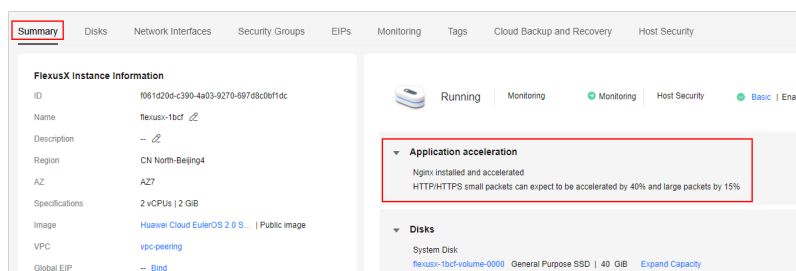 Summary Disks Network Interfaces Security Groups EIPs Monitoring Tags Cloud Backup and Recovery Host Security
FlexusX Instance Information
ID f061d20d-c390-4a03-9270-697d8c0bf1dc
Name flexusx-1bcf
Description --
Region CN North-Beijing4
AZ AZ7
Specifications 2 vCPUs | 2 GiB
Image Huawei Cloud EulerOS 2.0 S... | Public image
VPC vpc-peering
Global EIP -- Bind
Running Monitoring Monitoring Host Security Basic | Ena
Application acceleration
Nginx installed and accelerated
HTTP/HTTPS small packets can expect to be accelerated by 40% and large packets by 15%
Disks
System Disk
flexusx-1bcf-volume-0000 General Purpose SSD | 40 GiB Expand Capacity